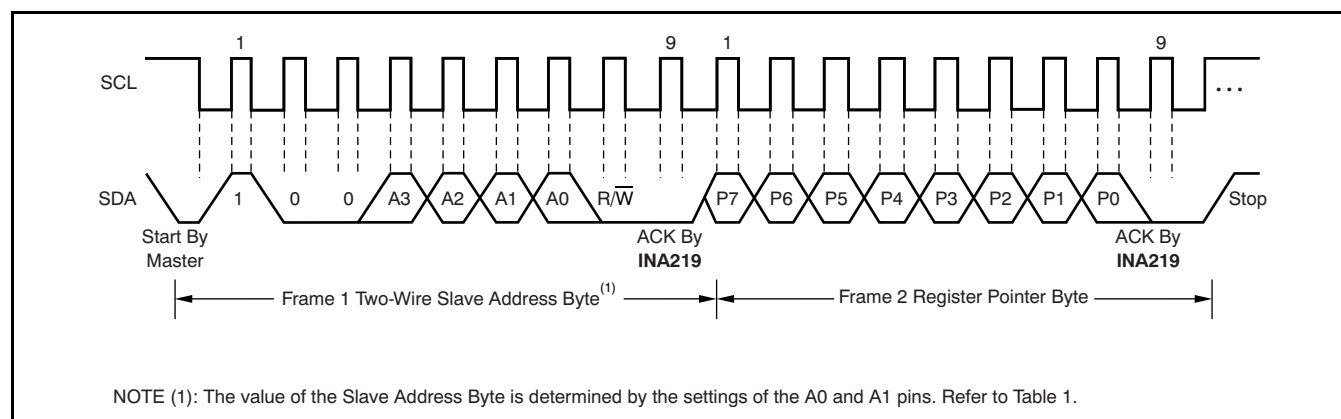 1 9 1 9
SCL
...
SDA 1 0 0 A3 A2 A1 A0 R/W̅ P7 P6 P5 P4 P3 P2 P1 P0 Stop
Start By
Master
ACK By
INA219
ACK By
INA219
Frame 1 Two-Wire Slave Address Byte(1)
Frame 2 Register Pointer Byte
NOTE (1): The value of the Slave Address Byte is determined by the settings of the A0 and A1 pins. Refer to Table 1.